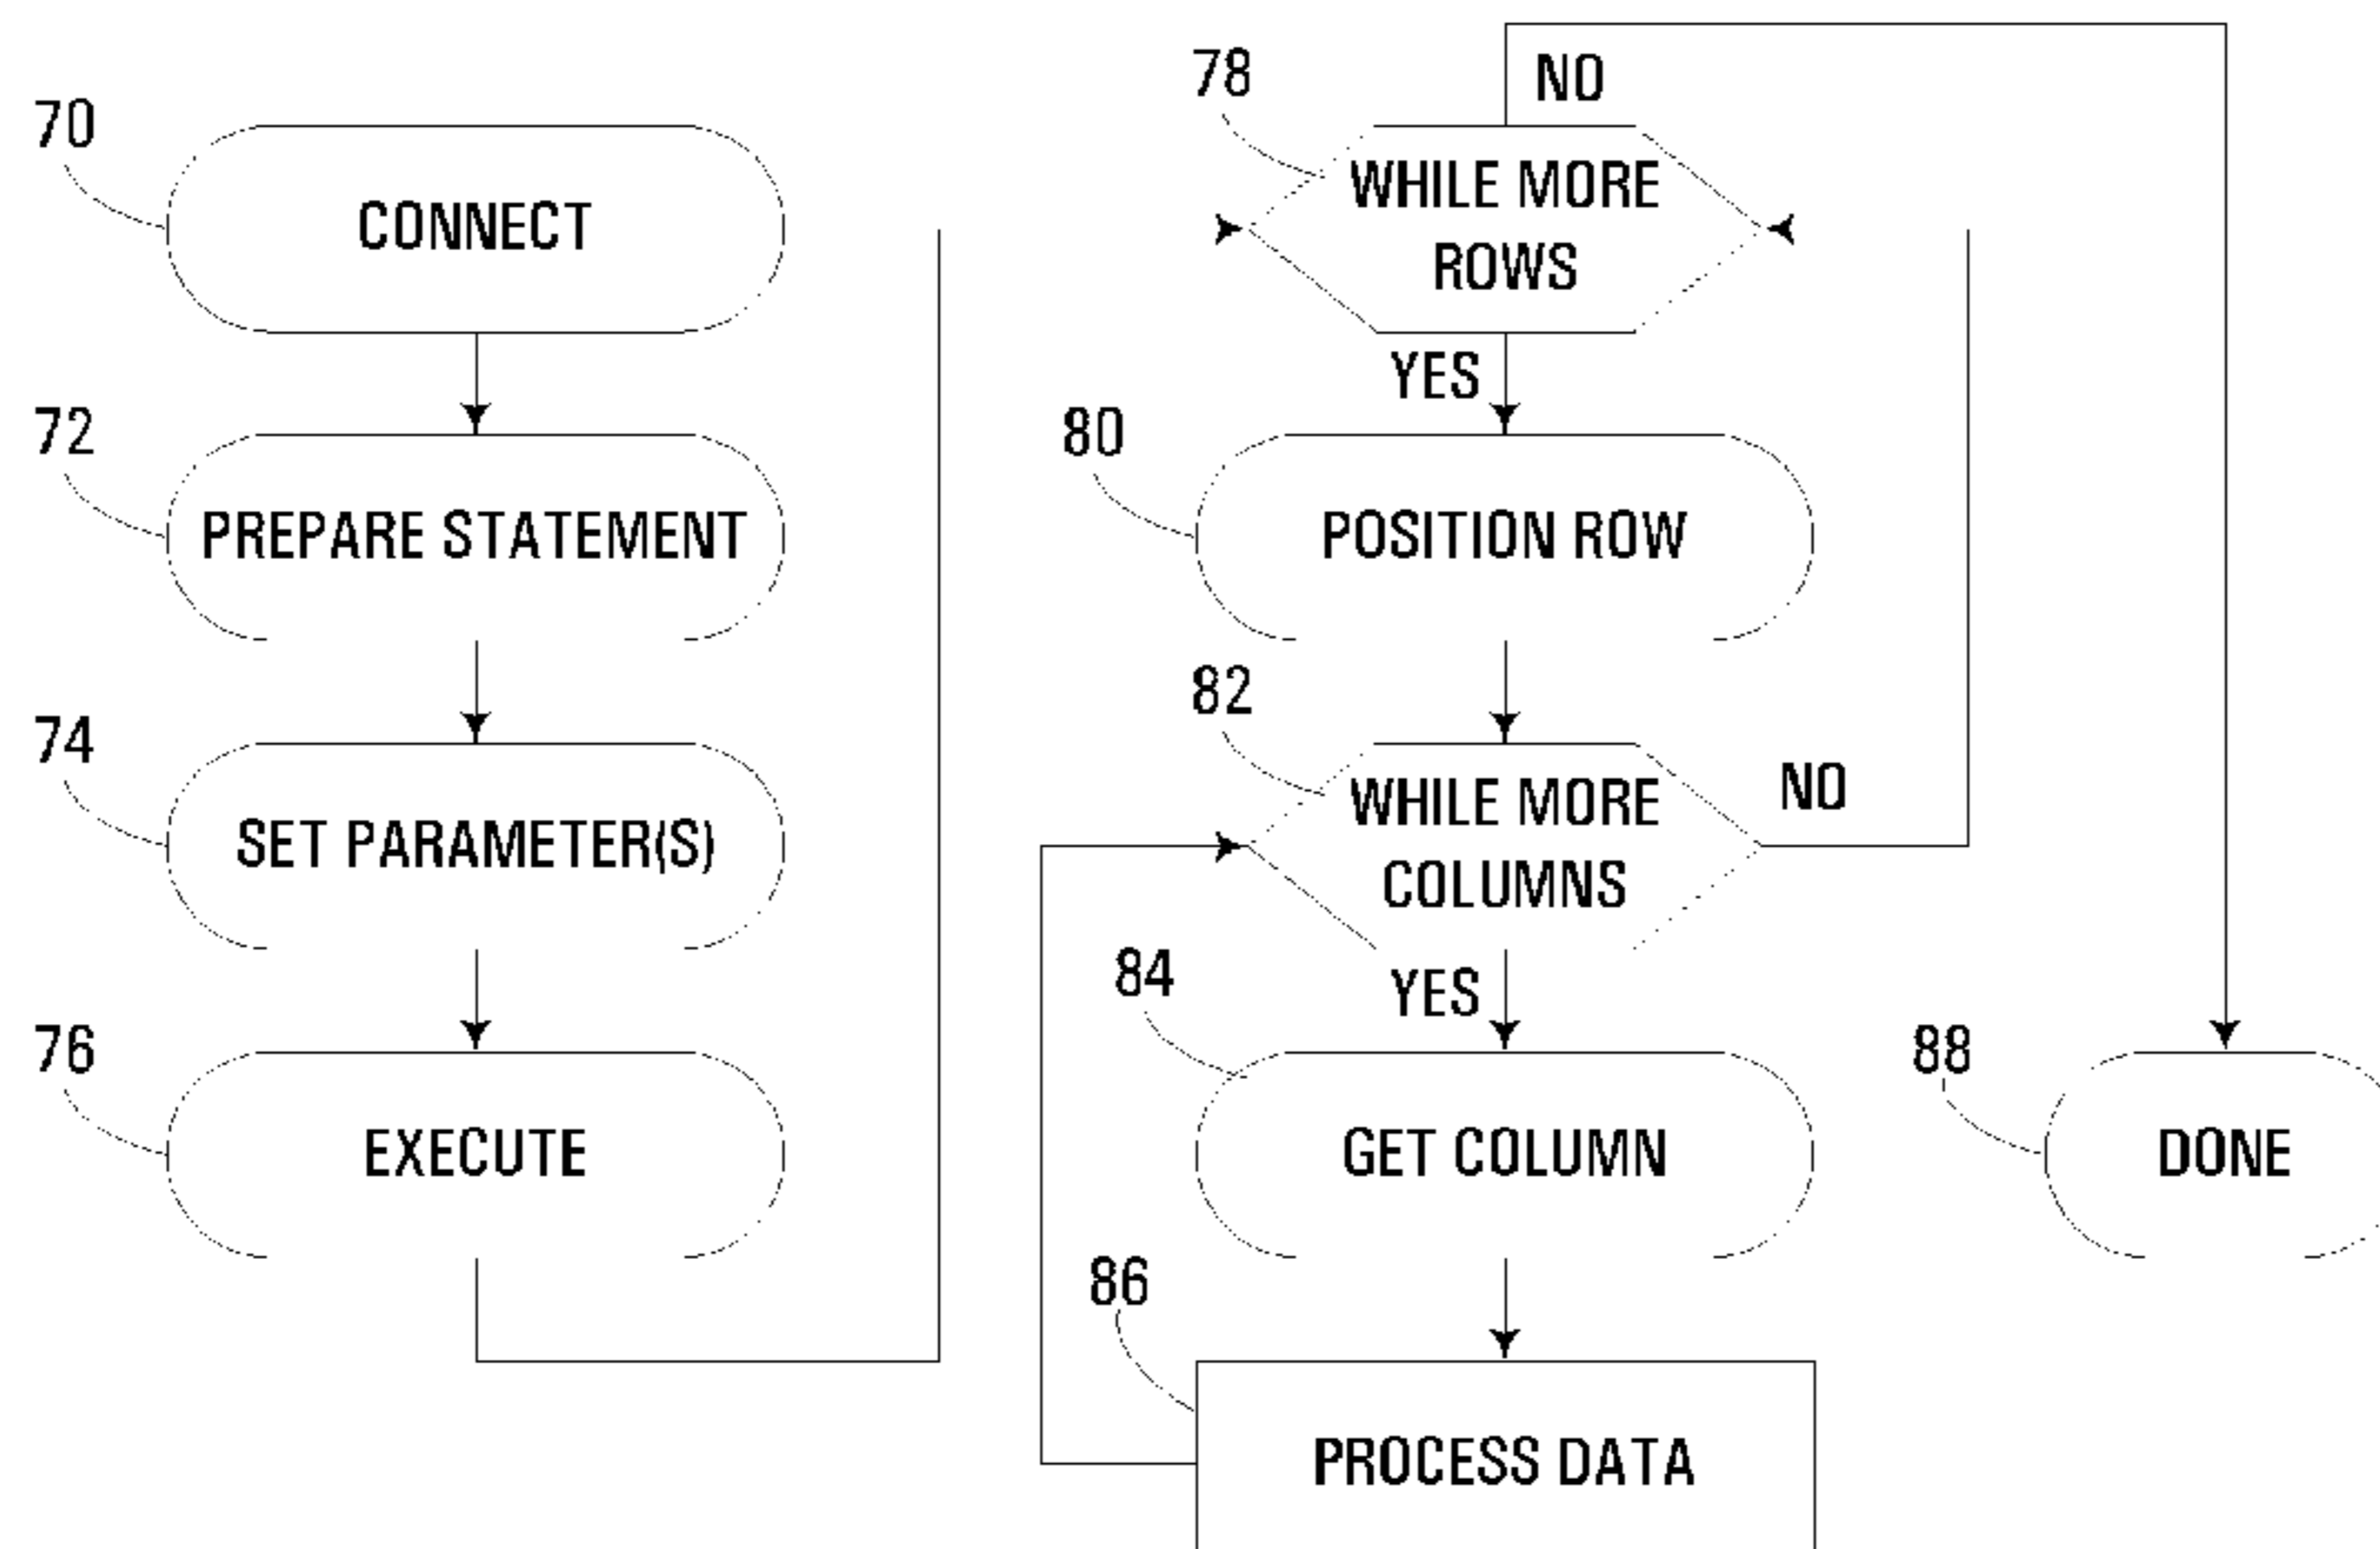 70
CONNECT
72
PREPARE STATEMENT
74
SET PARAMETER(S)
76
EXECUTE
78
NO
WHILE MORE
ROWS
YES
80
POSITION ROW
82
WHILE MORE
COLUMNS
NO
YES
84
GET COLUMN
86
PROCESS DATA
88
DONE